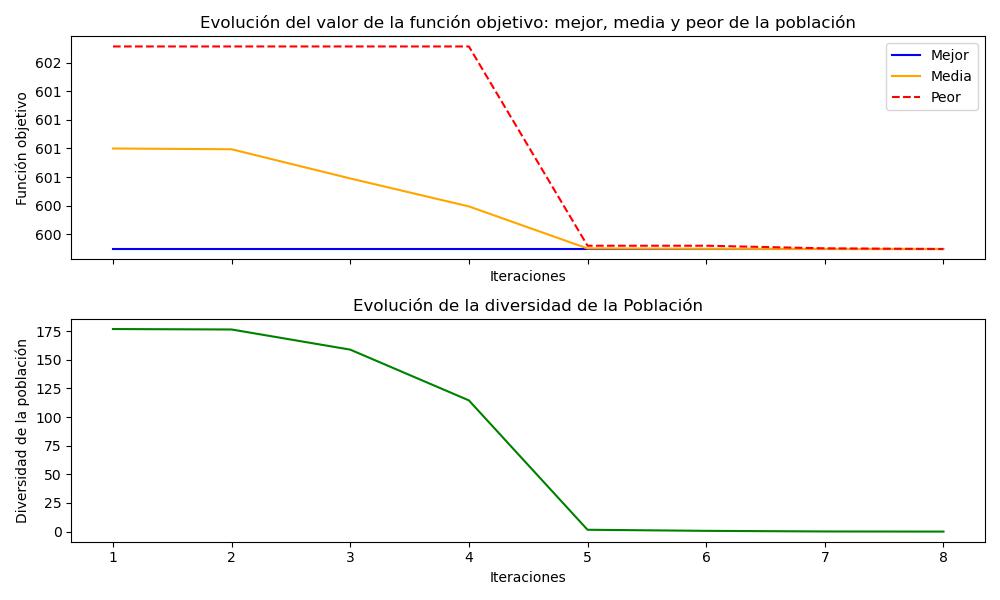 Evolución del valor de la función objetivo: mejor, media y peor de la población
Función objetivo
602
601
601
601
601
600
600
Mejor
Media
Peor
Iteraciones
Evolución de la diversidad de la Población
Diversidad de la población
175
150
125
100
75
50
25
0
1 2 3 4 5 6 7 8
Iteraciones